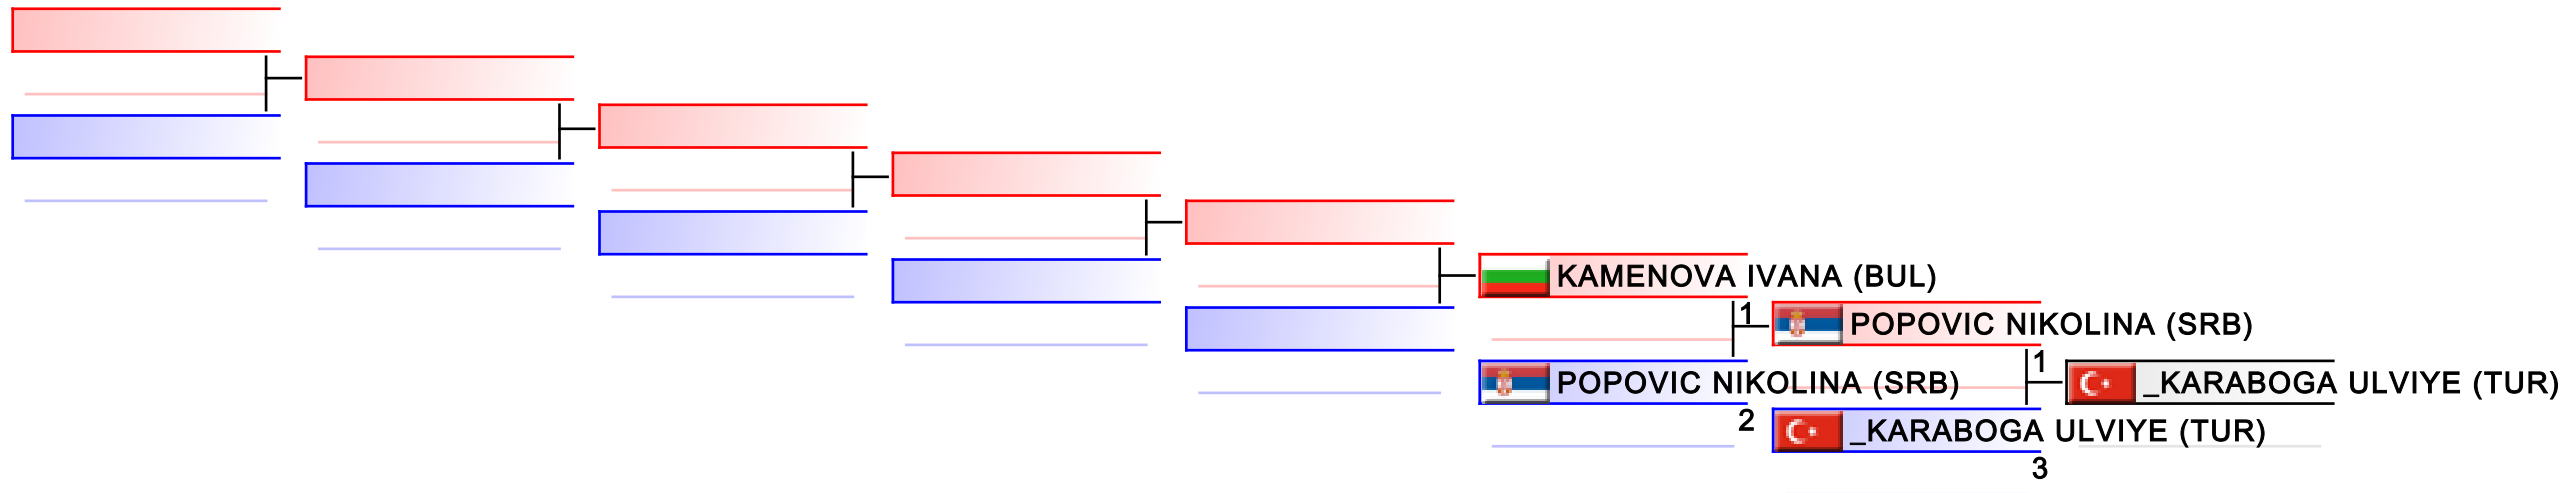 KAMENOVA IVANA (BUL)
1
POPOVIC NIKOLINA (SRB)
2
POPOVIC NIKOLINA (SRB)
1
_KARABOGA ULVIYE (TUR)
3
_KARABOGA ULVIYE (TUR)